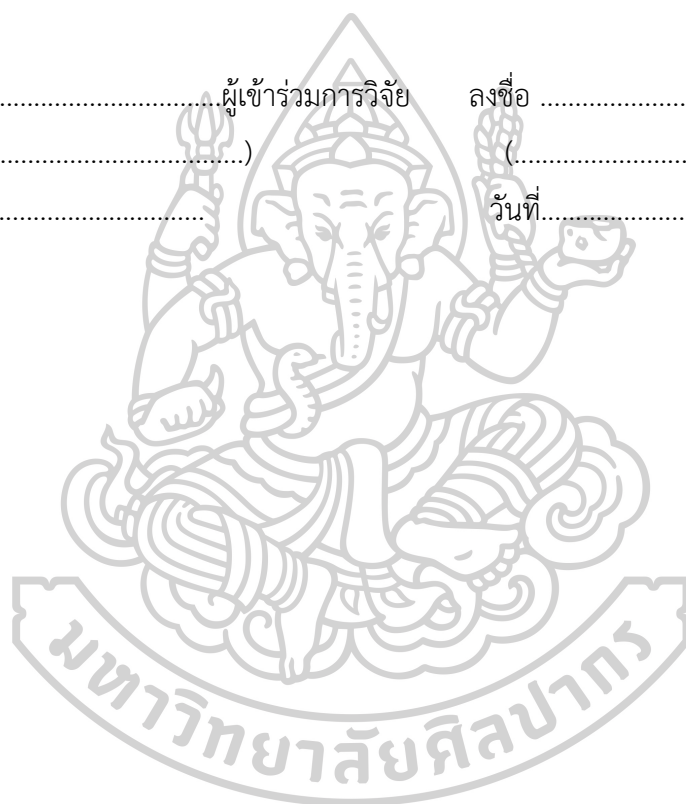 ..................................ผู้เข้าร่วมการวิจัย ลงชื่อ ......................
.....................................) (..........................
............................... วันที่......................
มหาวิทยาลัยศิลปากร